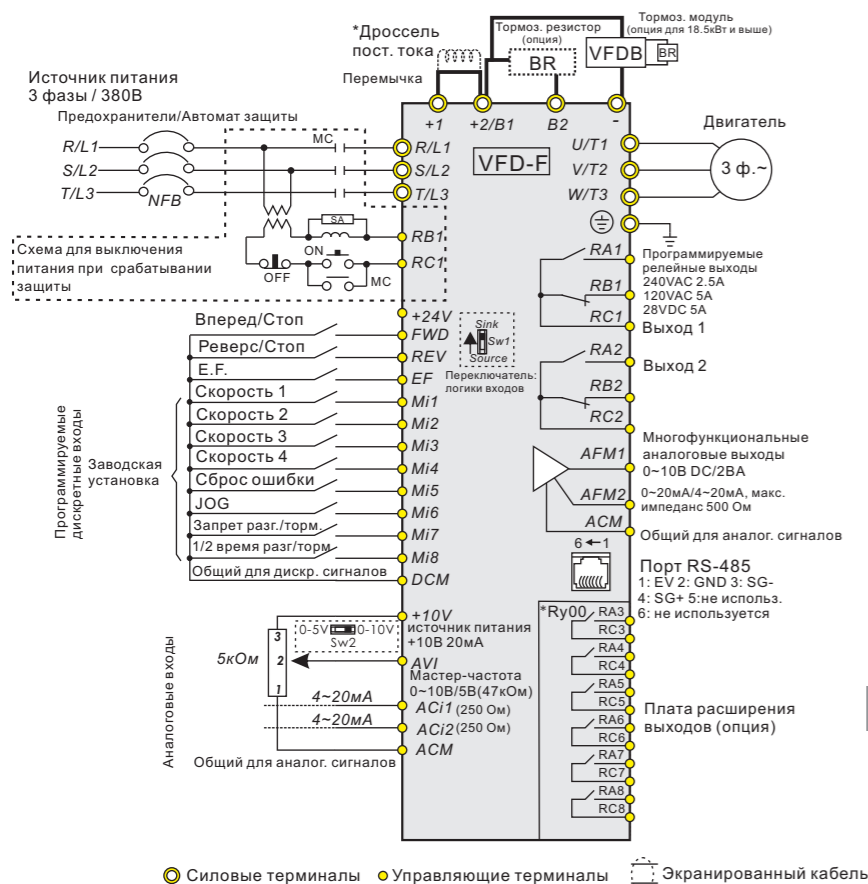 *Дроссель
пост. тока
Перемычка
Тормоз. резистор
(опция)
BR
Тормоз. модуль
(опция для 18.5кВт и выше)
VFDB
BR
Источник питания
3 фазы / 380В
Предохранители/Автомат защиты
R/L1
S/L2
T/L3
NFB
MC
+1
+2/B1
B2
-
R/L1
S/L2
T/L3
VFD-F
U/T1
V/T2
W/T3
Двигатель
3 ф.~
Схема для выключения
питания при срабатывании
защиты
SA
ON
OFF
MC
RB1
RC1
RA1
RB1
RC1
Программируемые
релейные выходы
240VAC 2.5A
120VAC 5A
28VDC 5A
Выход 1
RA2
RB2
RC2
Выход 2
+24V
FWD
REV
EF
Mi1
Mi2
Mi3
Mi4
Mi5
Mi6
Mi7
Mi8
DCM
Вперед/Стоп
Реверс/Стоп
E.F.
Скорость 1
Скорость 2
Скорость 3
Скорость 4
Сброс ошибки
JOG
Запрет разг./торм.
1/2 время разг/торм
Общий для дискр. сигналов
Программируемые
дискретные входы
Заводская
установка
Sink
Sw1
Source
Переключатель:
логики входов
AFM1
AFM2
ACM
Многофункциональные
аналоговые выходы
0~10В DC/2ВА
0~20мА/4~20мА, макс.
импеданс 500 Ом
Общий для аналог. сигналов
6←1
Порт RS-485
1: EV 2: GND 3: SG-
4: SG+ 5:не использ.
6: не используется
Аналоговые входы
5кОм
3
2
1
0-5V
0-10V
Sw2
+10V
источник питания
+10В 20мА
AVI
Мастер-частота
0~10В/5В(47кОм)
4~20мА
ACi1 (250 Ом)
4~20мА
ACi2 (250 Ом)
ACM
Общий для аналог. сигналов
*Ry00
RA3
RC3
RA4
RC4
RA5
RC5
RA6
RC6
RA7
RC7
RA8
RC8
Плата расширения
выходов (опция)
Силовые терминалы
Управляющие терминалы
Экранированный кабель